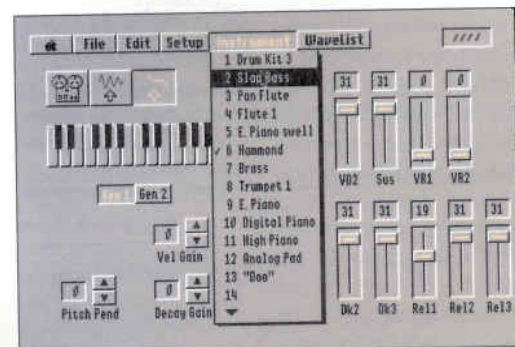 File Edit Setup Instrument WaveList
1 Drum Kit 3
2 Slap Bass
3 Pan Flute
4 Flute 1
5 E. Piano swell
✓ 6 Hammond
7 Brass
8 Trumpet 1
9 E. Piano
10 Digital Piano
11 High Piano
12 Analog Pad
13 "Doo"
14
31 31 0 0
VD2 Sus VR1 VR2
Gen 1 Gen 2
0
Vel Gain
0 0
Pitch Pend Decay Gain
31 31 19 31 31
Dk2 Dk3 Rel1 Rel2 Rel3